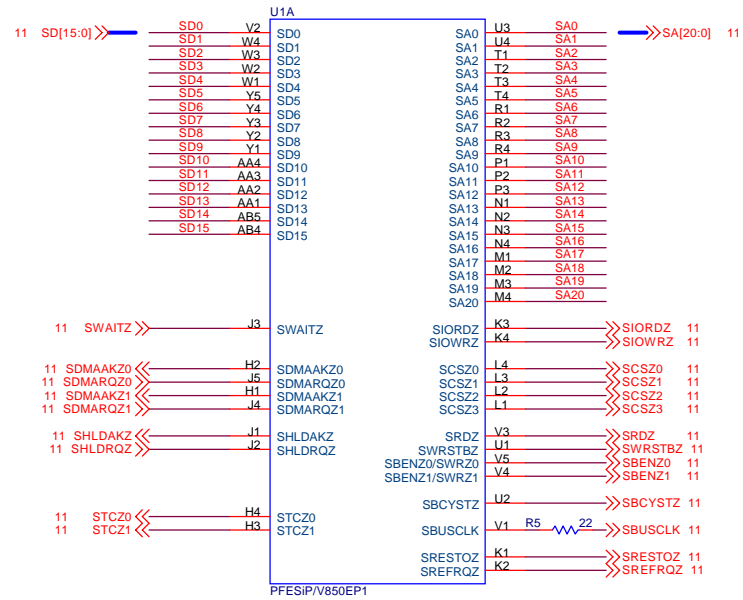 U1A
11 SD[15:0] SD0 V2 SD0 SA0 U3 SA0 SA[20:0] 11
SD1 W4 SD1 SA1 U4 SA1
SD2 W3 SD2 SA2 T1 SA2
SD3 W2 SD3 SA3 T2 SA3
SD4 W1 SD4 SA4 T3 SA4
SD5 Y5 SD5 SA5 T4 SA5
SD6 Y4 SD6 SA6 R1 SA6
SD7 Y3 SD7 SA7 R2 SA7
SD8 Y2 SD8 SA8 R3 SA8
SD9 Y1 SD9 SA9 R4 SA9
SD10 AA4 SD10 SA10 P1 SA10
SD11 AA3 SD11 SA11 P2 SA11
SD12 AA2 SD12 SA12 P3 SA12
SD13 AA1 SD13 SA13 N1 SA13
SD14 AB5 SD14 SA14 N2 SA14
SD15 AB4 SD15 SA15 N3 SA15
SA16 N4 SA16
SA17 M1 SA17
SA18 M2 SA18
SA19 M3 SA19
SA20 M4 SA20
11 SWAITZ J3 SWAITZ SIORDZ K3 SIORDZ 11
SIOWRZ K4 SIOWRZ 11
11 SDMAAKZ0 H2 SDMAAKZ0 SCSZ0 L4 SCSZ0 11
11 SDMARQZ0 J5 SDMARQZ0 SCSZ1 L3 SCSZ1 11
11 SDMAAKZ1 H1 SDMAAKZ1 SCSZ2 L2 SCSZ2 11
11 SDMARQZ1 J4 SDMARQZ1 SCSZ3 L1 SCSZ3 11
11 SHLDAKZ J1 SHLDAKZ SRDZ V3 SRDZ 11
11 SHLDRQZ J2 SHLDRQZ SWRSTBZ U1 SWRSTBZ 11
SBENZ0/SWRZ0 V5 SBENZ0 11
SBENZ1/SWRZ1 V4 SBENZ1 11
SBCYSTZ U2 SBCYSTZ 11
11 STCZ0 H4 STCZ0 SBUSCLK V1 R5 22 SBUSCLK 11
11 STCZ1 H3 STCZ1
SRESTOZ K1 SRESTOZ 11
SREFRQZ K2 SREFRQZ 11
PFESiP/V850EP1